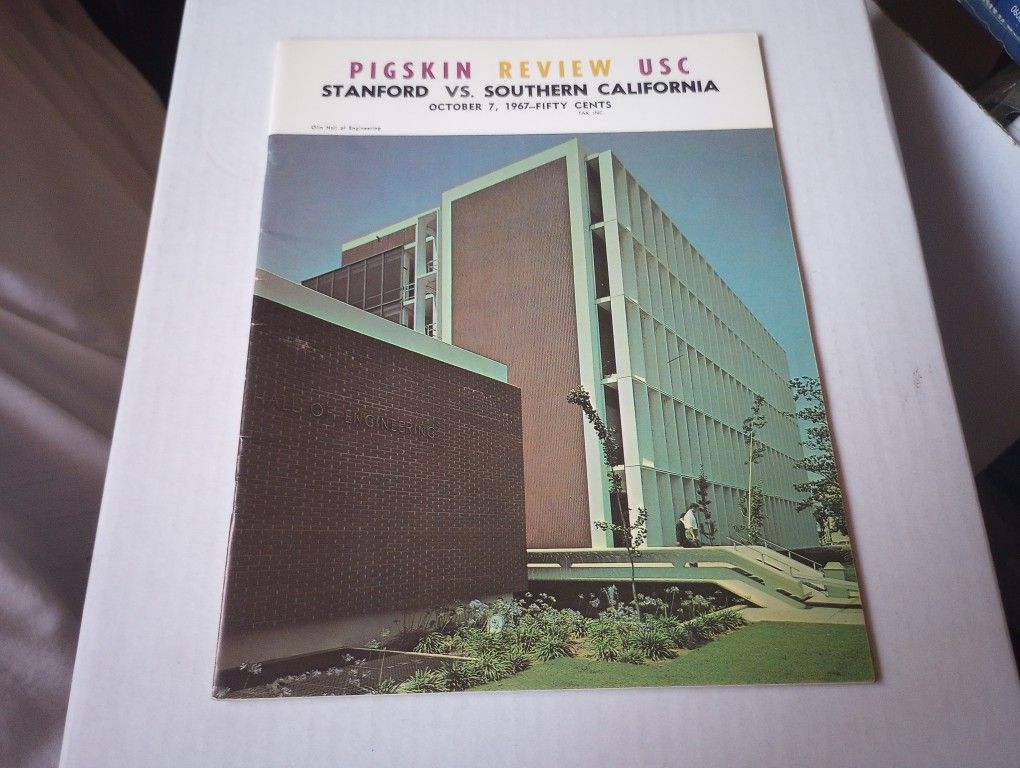 PIGSKIN REVIEW USC
STANFORD VS. SOUTHERN CALIFORNIA
OCTOBER 7, 1967–FIFTY CENTS
TAX INC.
Olin Hall of Engineering
HALL OF ENGINEERING